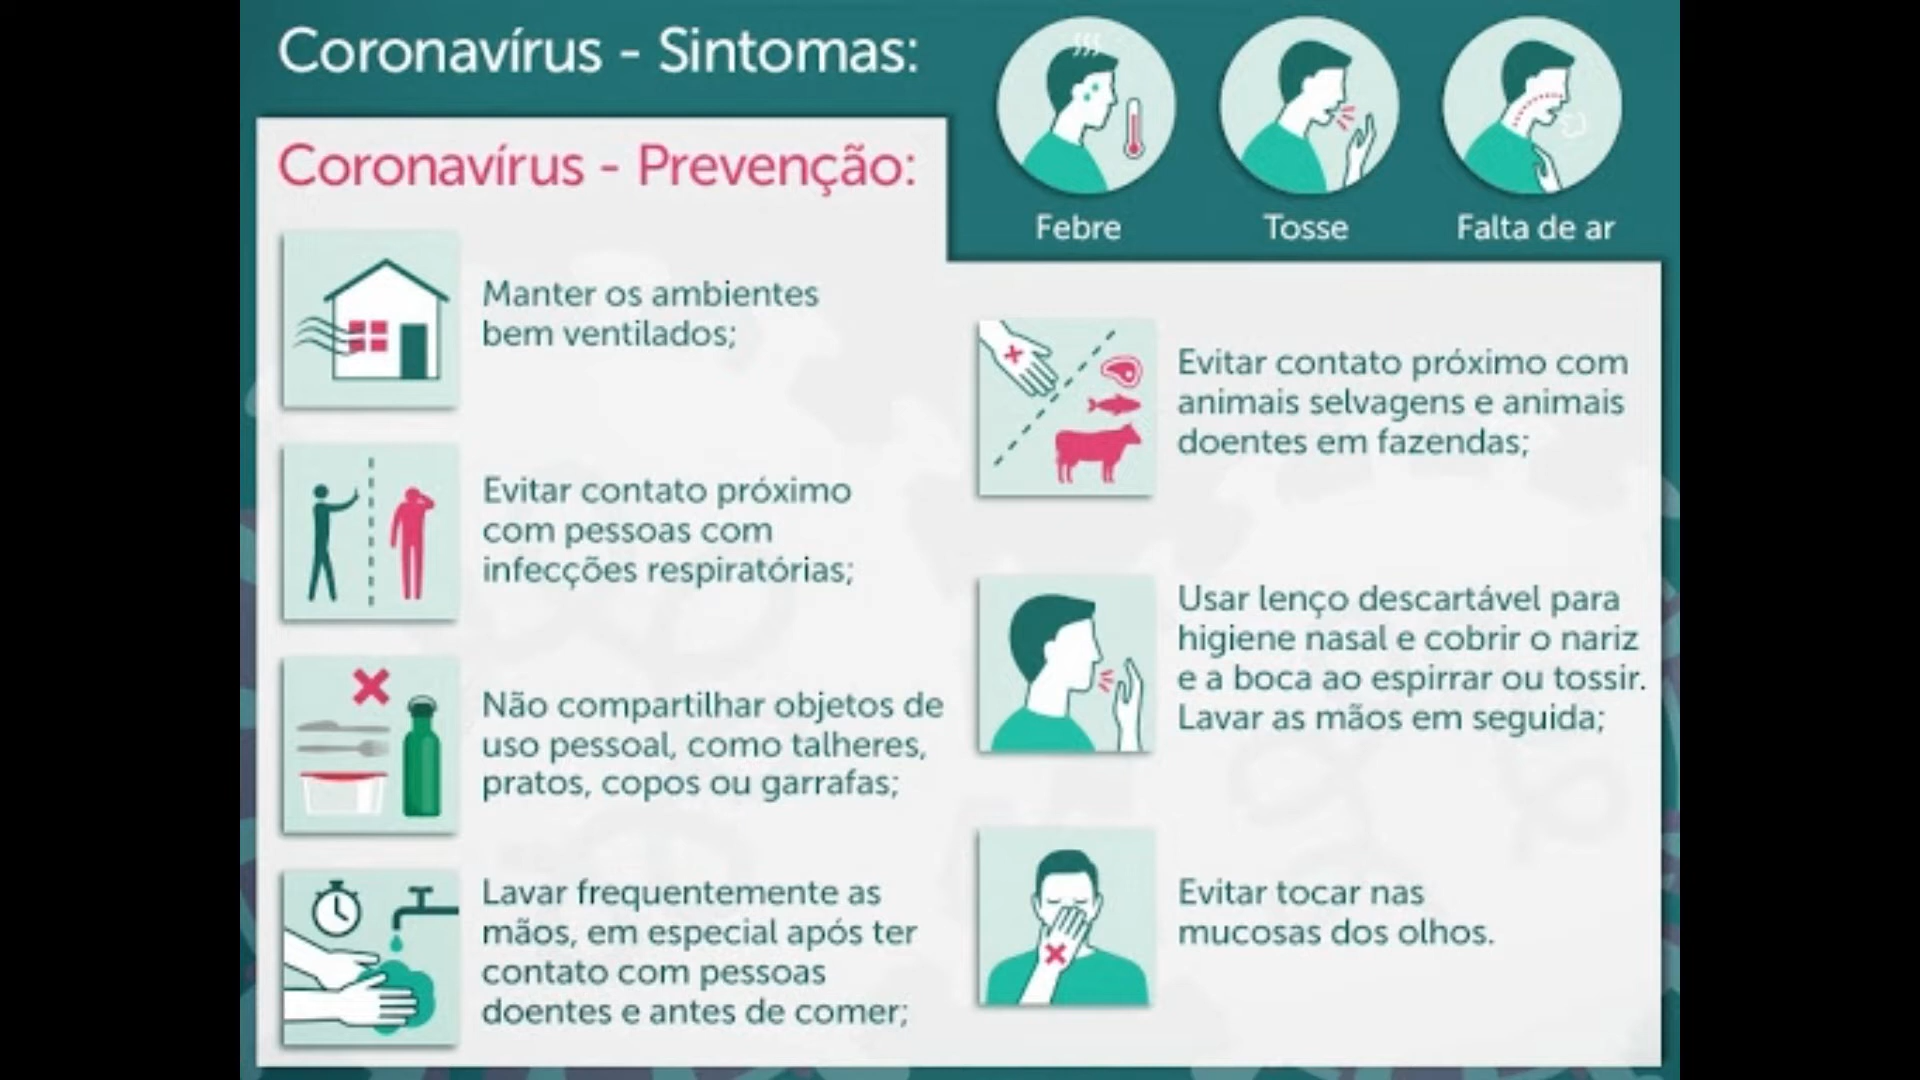 Coronavírus - Sintomas:
Febre
Tosse
Falta de ar
Coronavírus - Prevenção:
Manter os ambientes
bem ventilados;
Evitar contato próximo
com pessoas com
infecções respiratórias;
Não compartilhar objetos de
uso pessoal, como talheres,
pratos, copos ou garrafas;
Lavar frequentemente as
mãos, em especial após ter
contato com pessoas
doentes e antes de comer;
Evitar contato próximo com
animais selvagens e animais
doentes em fazendas;
Usar lenço descartável para
higiene nasal e cobrir o nariz
e a boca ao espirrar ou tossir.
Lavar as mãos em seguida;
Evitar tocar nas
mucosas dos olhos.